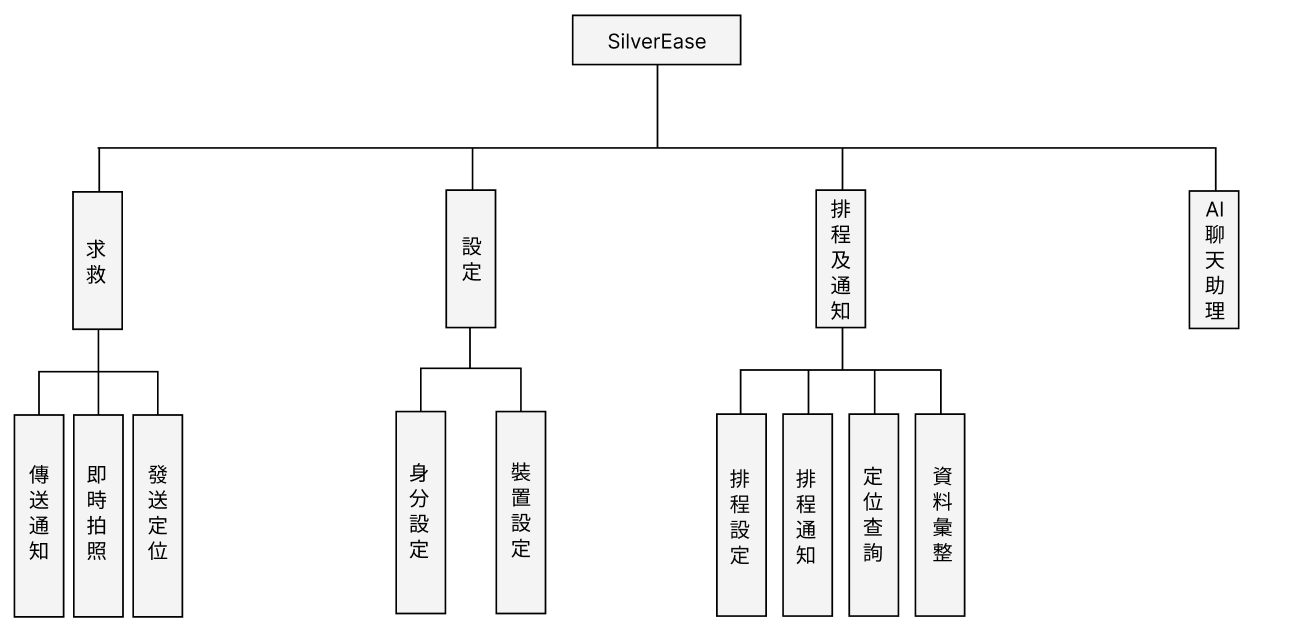 SilverEase
求救
設定
排程及通知
AI聊天助理
傳送通知
即時拍照
發送定位
身分設定
裝置設定
排程設定
排程通知
定位查詢
資料彙整